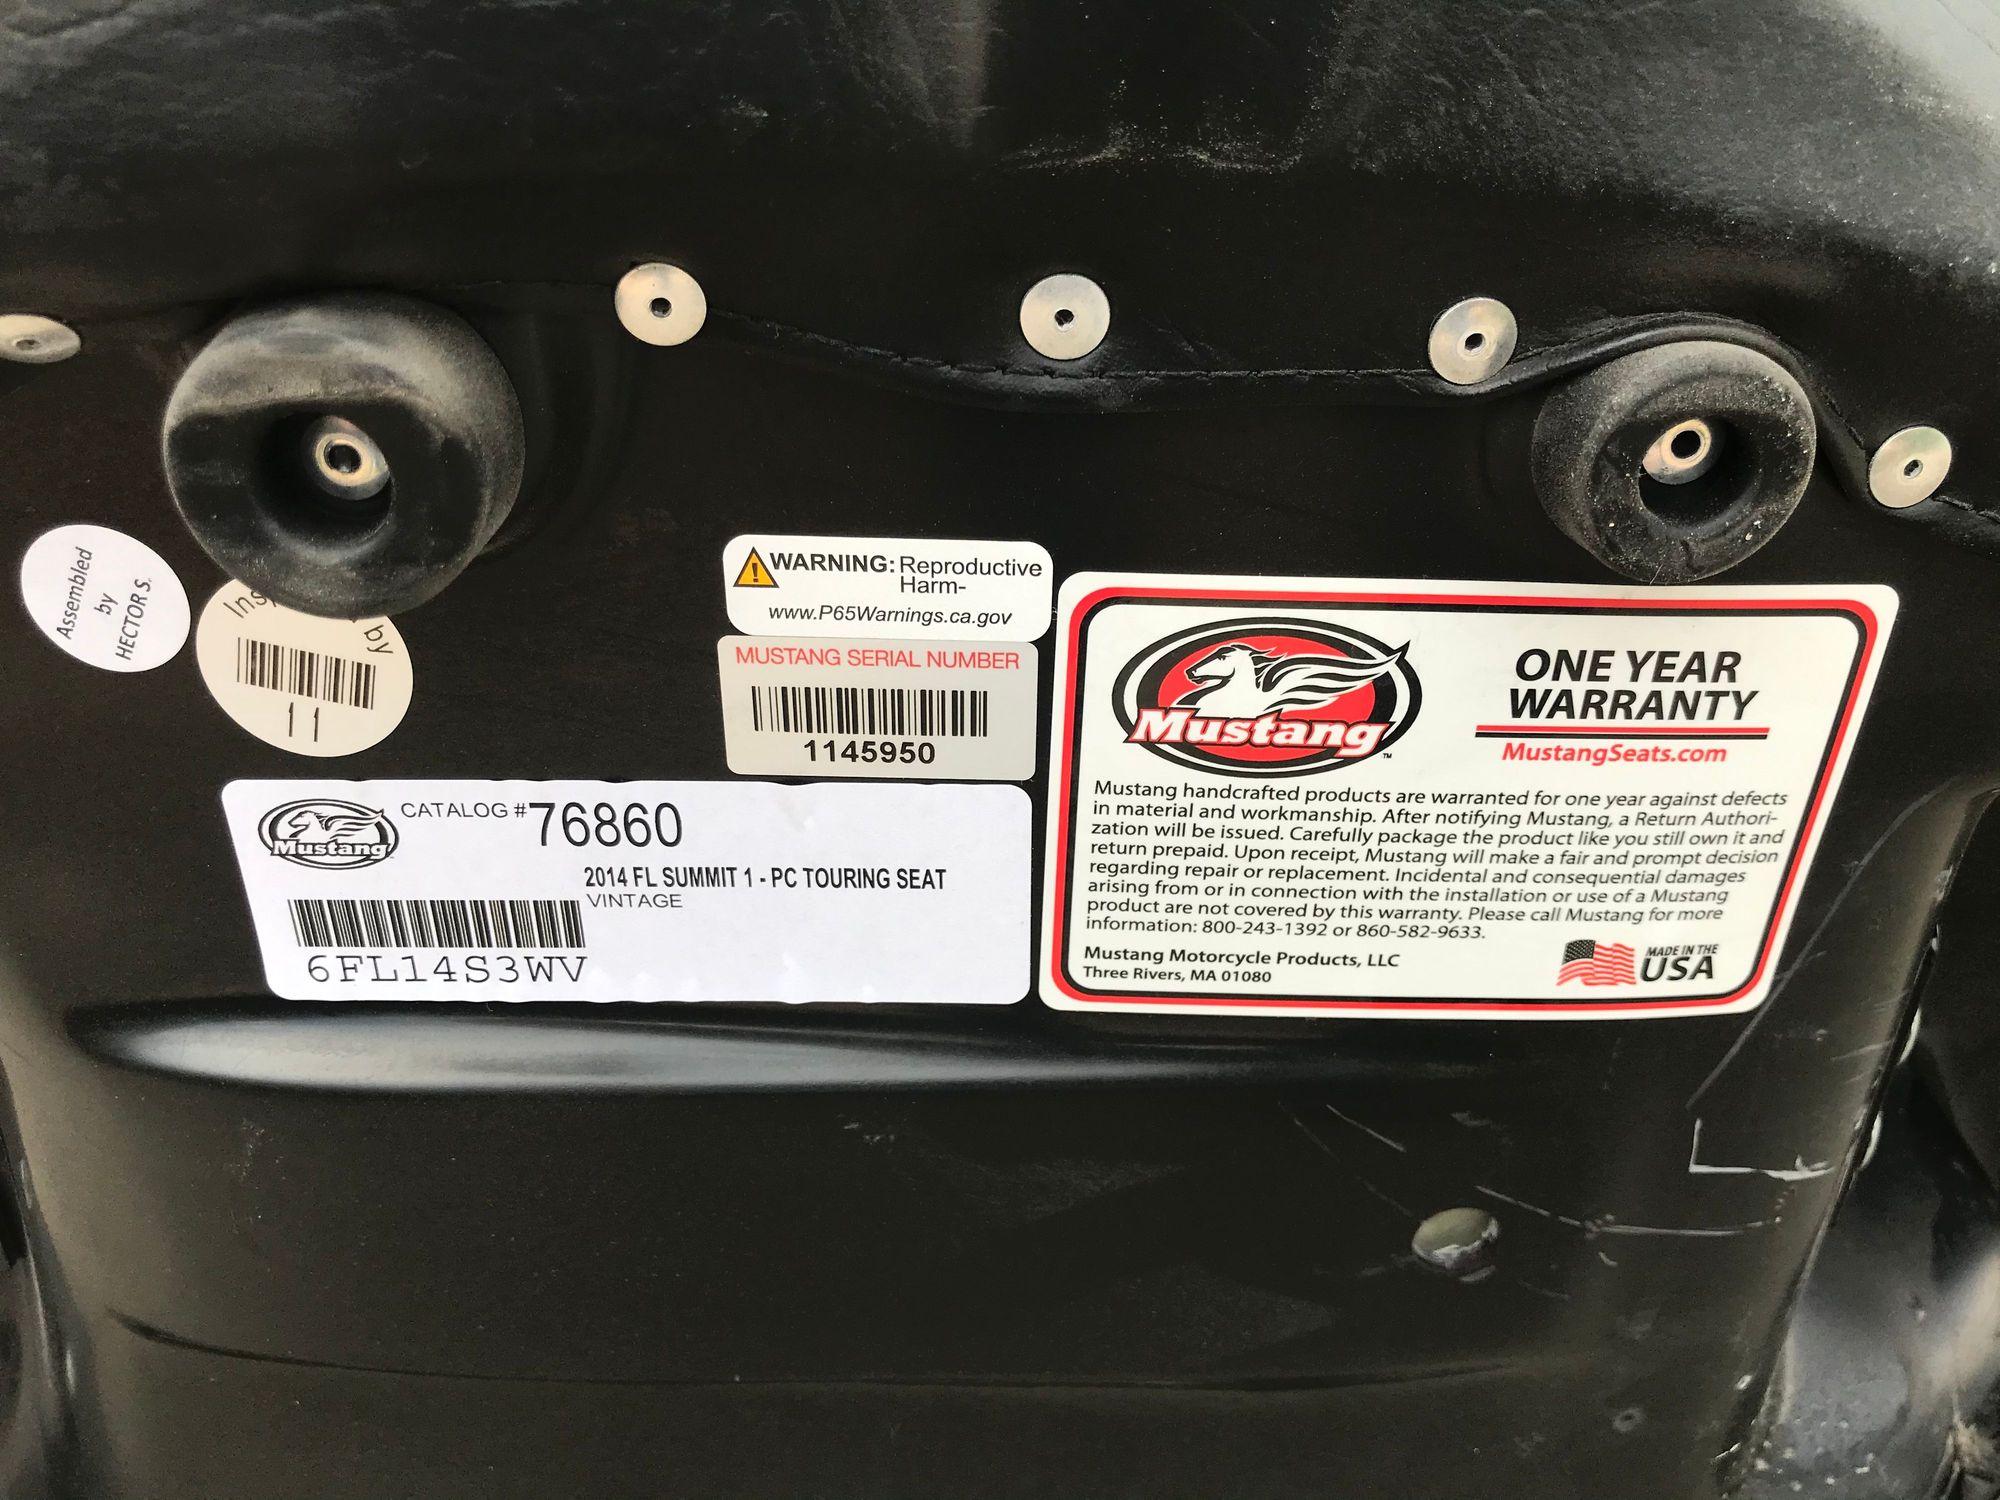 Assembled
by
HECTOR S.
by
11
WARNING: Reproductive
Harm-
www.P65Warnings.ca.gov
MUSTANG SERIAL NUMBER
1145950
Mustang
CATALOG # 76860
2014 FL SUMMIT 1 - PC TOURING SEAT
VINTAGE
6FL14S3WV
Mustang
TM
ONE YEAR
WARRANTY
MustangSeats.com
Mustang handcrafted products are warranted for one year against defects
in material and workmanship. After notifying Mustang, a Return Authori-
zation will be issued. Carefully package the product like you still own it and
return prepaid. Upon receipt, Mustang will make a fair and prompt decision
regarding repair or replacement. Incidental and consequential damages
arising from or in connection with the installation or use of a Mustang
product are not covered by this warranty. Please call Mustang for more
information: 800-243-1392 or 860-582-9633.
Mustang Motorcycle Products, LLC
Three Rivers, MA 01080
MADE IN THE
USA